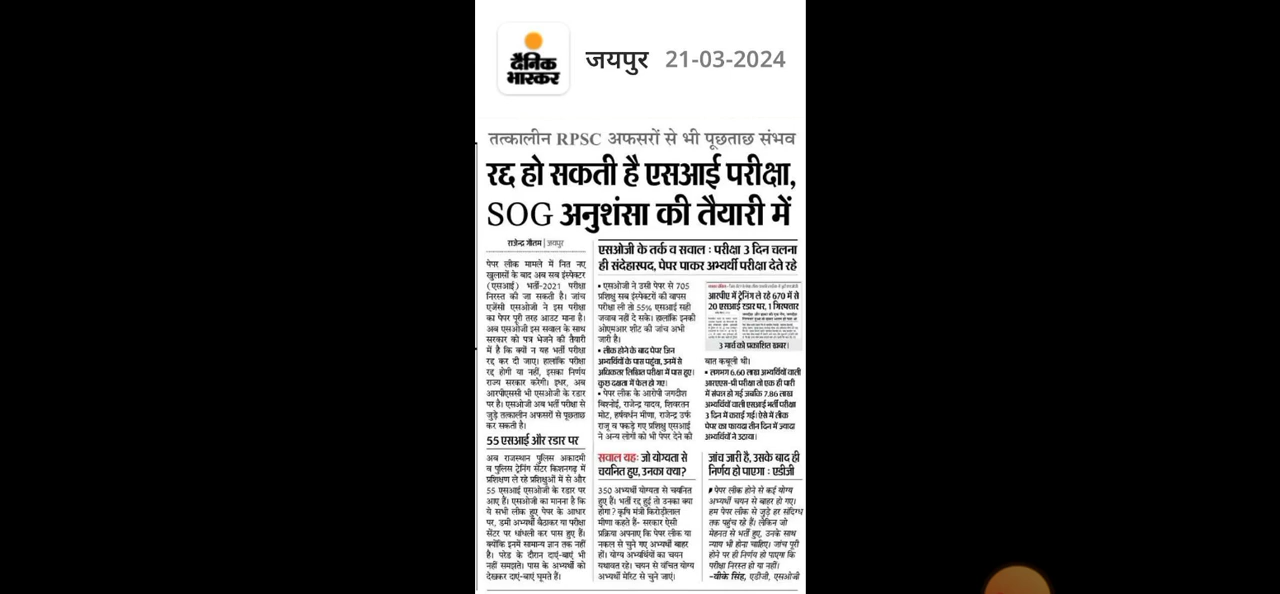 दैनिक
भास्कर
जयपुर 21-03-2024
तत्कालीन RPSC अफसरों से भी पूछताछ संभव
रद्द हो सकती है एसआई परीक्षा,
SOG अनुशंसा की तैयारी में
राजेन्द्र गौतम | जयपुर
पेपर लीक मामले में नित नए
खुलासों के बाद अब सब इंस्पेक्टर
(एसआई) भर्ती-2021 परीक्षा
निरस्त की जा सकती है। जांच
एजेंसी एसओजी ने इस परीक्षा
का पेपर पूरी तरह आउट माना है।
अब एसओजी इस सवाल के साथ
सरकार को पत्र भेजने की तैयारी
में है कि क्यों न यह भर्ती परीक्षा
रद्द कर दी जाए। हालांकि परीक्षा
रद्द होगी या नहीं, इसका निर्णय
राज्य सरकार करेगी। इधर, अब
आरपीएससी भी एसओजी के रडार
पर है। एसओजी अब भर्ती परीक्षा से
जुड़े तत्कालीन अफसरों से पूछताछ
कर सकती है।
55 एसआई और रडार पर
अब राजस्थान पुलिस अकादमी
व पुलिस ट्रेनिंग सेंटर किशनगढ़ में
प्रशिक्षण ले रहे प्रशिक्षुओं में से और
55 एसआई एसओजी के रडार पर
आए हैं। एसओजी का मानना है कि
ये सभी लीक हुए पेपर के आधार
पर, डमी अभ्यर्थी बैठाकर या परीक्षा
सेंटर पर धांधली कर पास हुए हैं।
क्योंकि इनमें सामान्य ज्ञान तक नहीं
है। परेड के दौरान दाएं-बाएं भी
नहीं समझते। पास के अभ्यर्थी को
देखकर दाएं-बाएं घूमते हैं।
एसओजी के तर्क व सवाल : परीक्षा 3 दिन चलना
ही संदेहास्पद, पेपर पाकर अभ्यर्थी परीक्षा देते रहे
▪ एसओजी ने उसी पेपर से 705
प्रशिक्षु सब इंस्पेक्टरों की वापस
परीक्षा ली तो 55% एसआई सही
जवाब नहीं दे सके। हालांकि इनकी
ओएमआर शीट की जांच अभी
जारी है।
▪ लीक होने के बाद पेपर जिन
अभ्यर्थियों के पास पहुंचा, उनमें से
अधिकतर लिखित परीक्षा में पास हुए।
कुछ दक्षता में फेल हो गए।
▪ पेपर लीक के आरोपी जगदीश
बिश्नोई, राजेन्द्र यादव, शिवरतन
मोट, हर्षवर्धन मीणा, राजेन्द्र उर्फ
राजू व पकड़े गए प्रशिक्षु एसआई
ने अन्य लोगों को भी पेपर देने की
आरपीए में ट्रेनिंग ले रहे 670 में से
20 एसआई रडार पर, 1 गिरफ्तार
3 मार्च को प्रकाशित खबर।
बात कबूली थी।
▪ लगभग 6.60 लाख अभ्यर्थियों वाली
आरएएस-प्री परीक्षा तो एक ही पारी
में संपन्न हो गई जबकि 7.86 लाख
अभ्यर्थियों वाली एसआई भर्ती परीक्षा
3 दिन में कराई गई। ऐसे में लीक
पेपर का फायदा तीन दिन में ज्यादा
अभ्यर्थियों ने उठाया।
सवाल यह: जो योग्यता से
चयनित हुए, उनका क्या?
350 अभ्यर्थी योग्यता से चयनित
हुए हैं। भर्ती रद्द हुई तो उनका क्या
होगा? कृषि मंत्री किरोड़ीलाल
मीणा कहते हैं- सरकार ऐसी
प्रक्रिया अपनाए कि पेपर लीक या
नकल से चुने गए अभ्यर्थी बाहर
हों। योग्य अभ्यर्थियों का चयन
यथावत रहे। चयन से वंचित योग्य
अभ्यर्थी मेरिट से चुने जाएं।
जांच जारी है, उसके बाद ही
निर्णय हो पाएगा : एडीजी
पेपर लीक होने से कई योग्य
अभ्यर्थी चयन से बाहर हो गए।
हम पेपर लीक से जुड़े हर संदिग्ध
तक पहुंच रहे हैं। लेकिन जो
मेहनत से भर्ती हुए, उनके साथ
न्याय भी होना चाहिए। जांच पूरी
होने पर ही निर्णय हो पाएगा कि
परीक्षा निरस्त हो या नहीं।
-वीके सिंह, एडीजी, एसओजी